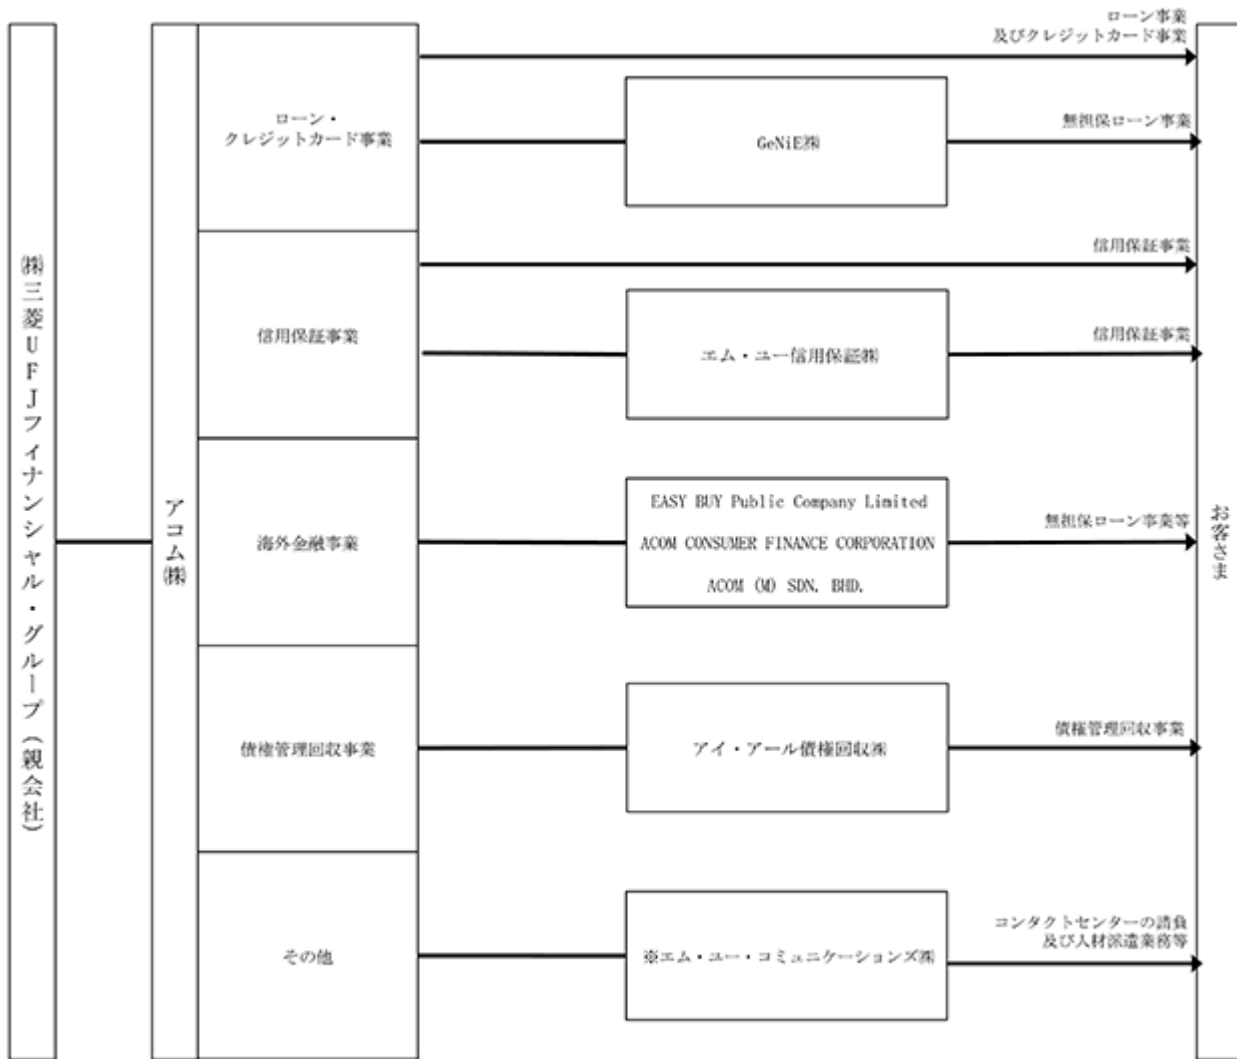 ㈱三菱UFJフィナンシャル・グループ（親会社）
アコム㈱
ローン・
クレジットカード事業
ローン事業
及びクレジットカード事業
GeNiE㈱
無担保ローン事業
信用保証事業
信用保証事業
エム・ユー信用保証㈱
信用保証事業
海外金融事業
EASY BUY Public Company Limited
ACOM CONSUMER FINANCE CORPORATION
ACOM (M) SDN. BHD.
無担保ローン事業等
債権管理回収事業
アイ・アール債権回収㈱
債権管理回収事業
その他
※エム・ユー・コミュニケーションズ㈱
コンタクトセンターの請負
及び人材派遣業務等
お客さま